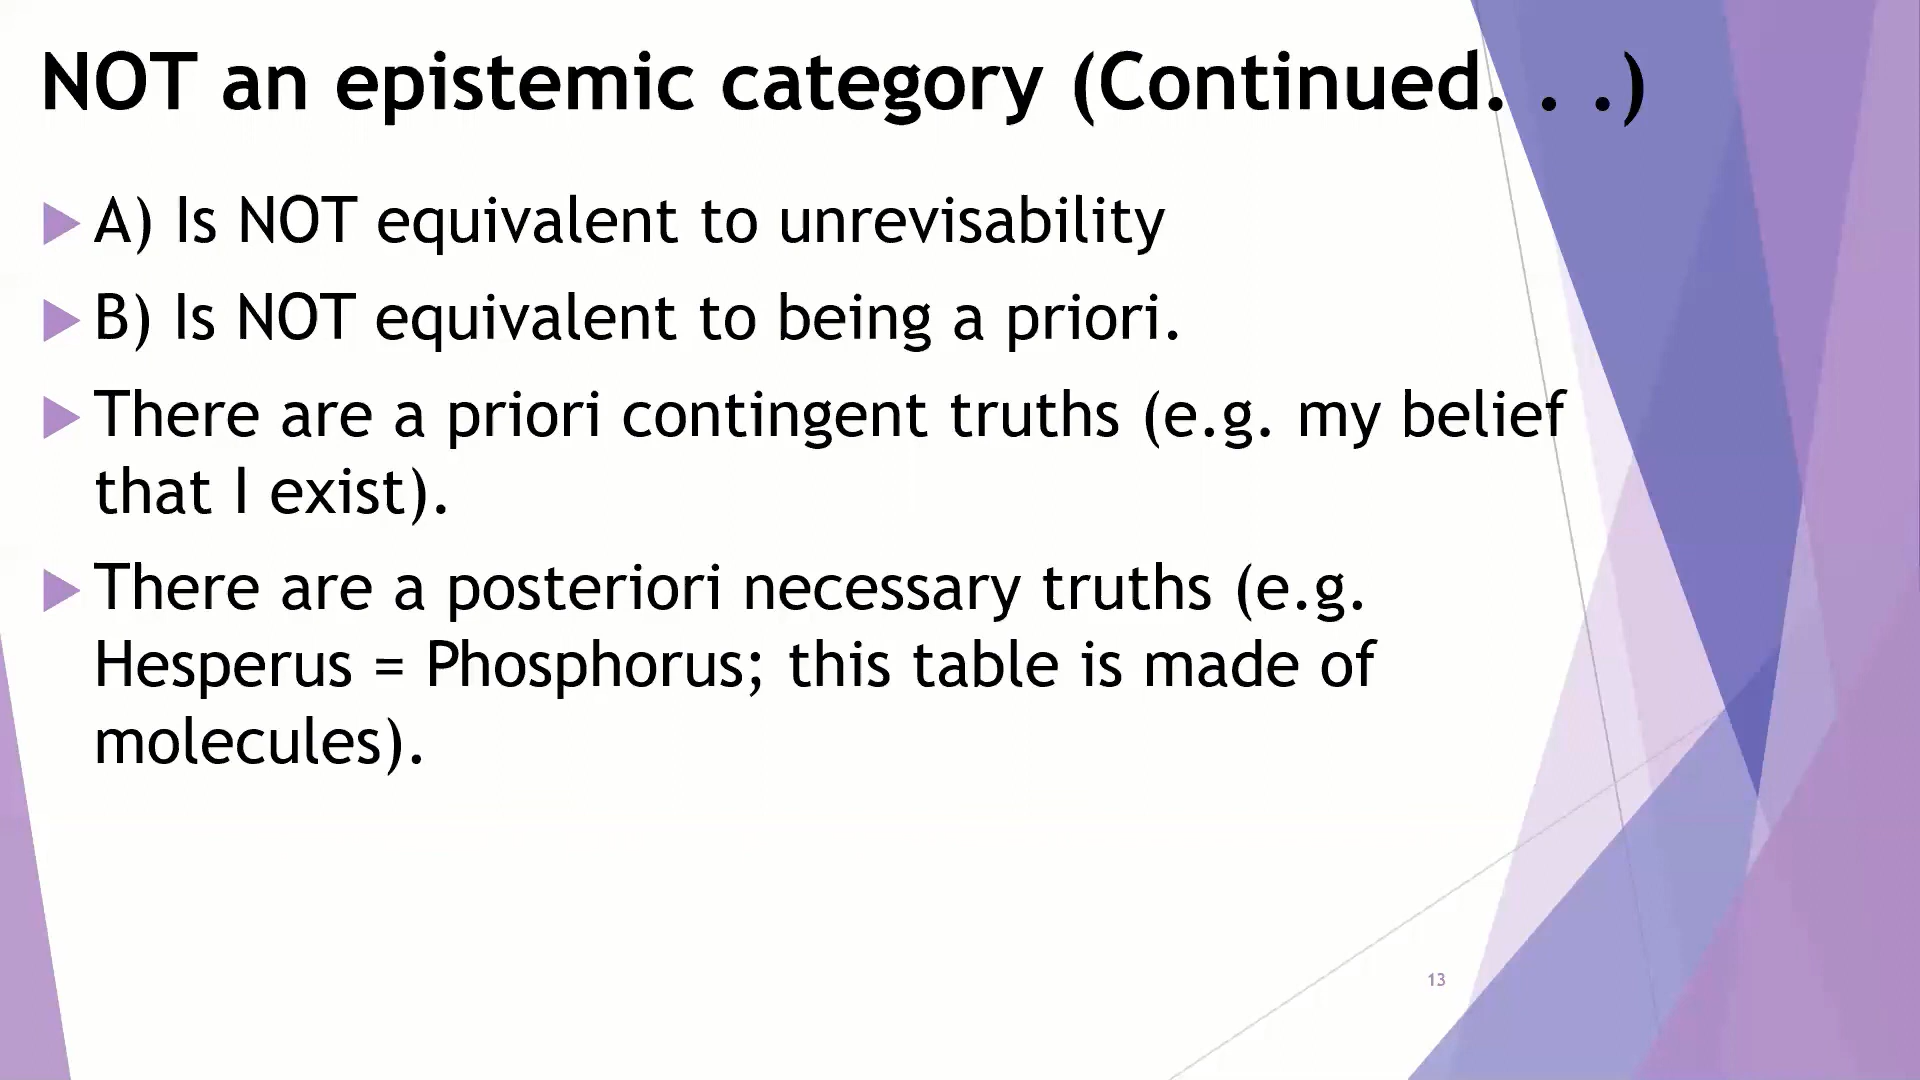 NOT an epistemic category (Continued. . .)
A) Is NOT equivalent to unrevisability
B) Is NOT equivalent to being a priori.
There are a priori contingent truths (e.g. my belief
that I exist).
There are a posteriori necessary truths (e.g.
Hesperus = Phosphorus; this table is made of
molecules).
13